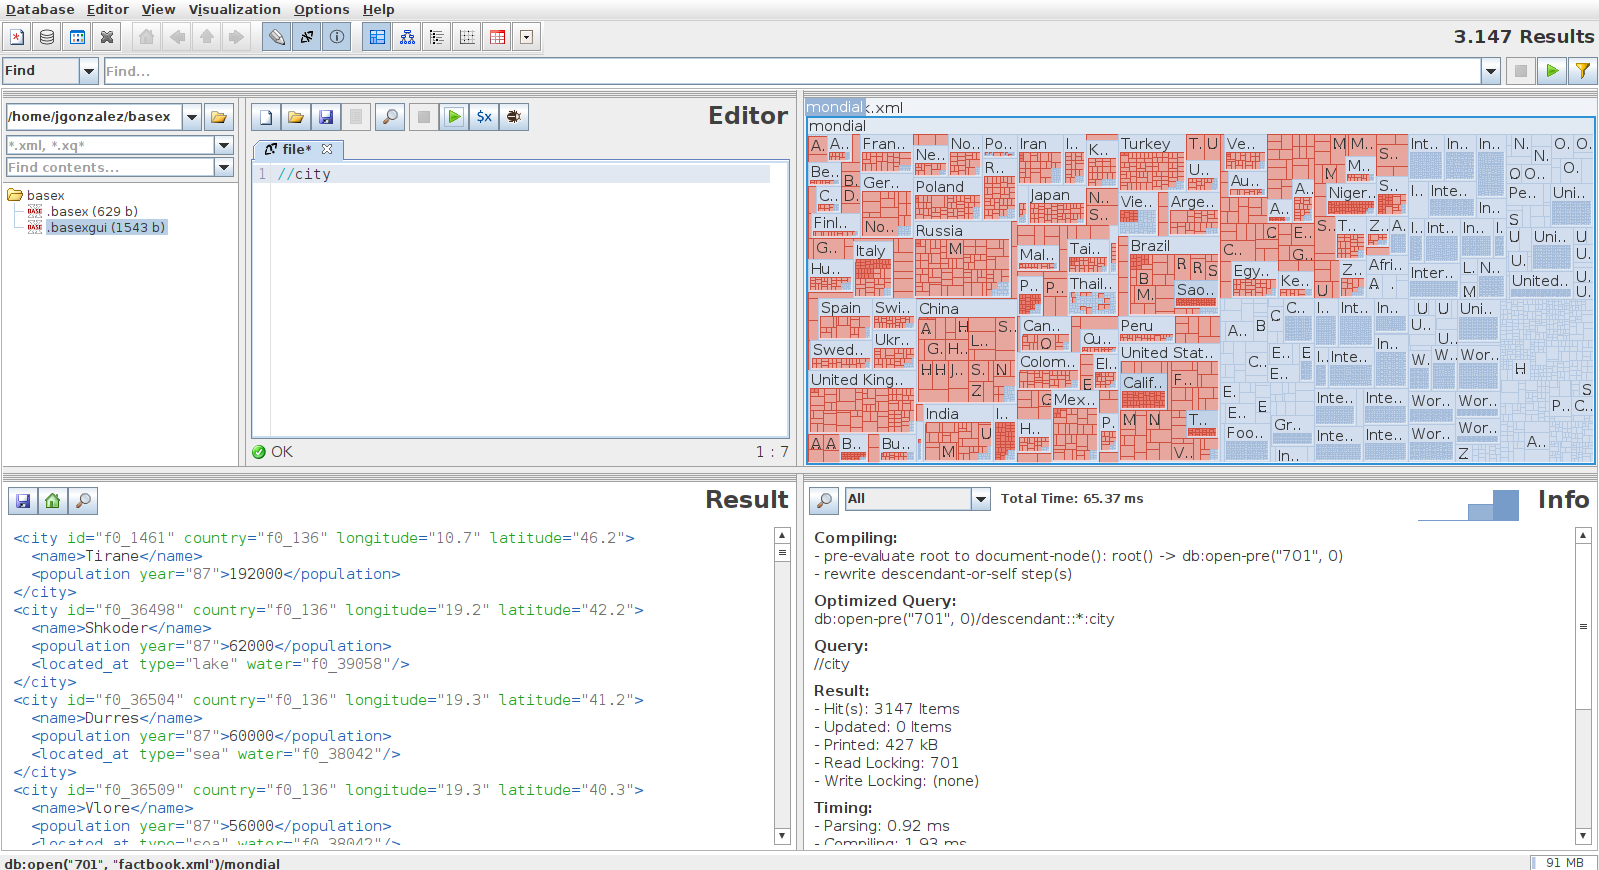 Database Editor View Visualization Options Help
3.147 Results
Find
Find...
/home/jgonzalez/basex
*.xml, *.xq*
Find contents...
basex
.basex (629 b)
.basexgui (1543 b)
$x
Editor
file*
1 //city
OK
1 : 7
mondial k.xml
mondial
A.. A.. Fran.. No.. Po.. Iran I.. K.. Turkey T. U Ve.. M M.. S.. Int.. In.. In.. N. O. O.
Ne.. R.. U.. M.. N. O.
Be.. B. Ger.. Poland Japan N.. Au.. A.. M Niger.. S.. I.. Inte.. Pe.. Uni..
C.. D. Vie.. Arge.. A.. In..
Finl.. No.. Russia S.. C E.. S.. T.. Z.. A. I.. Int.. In.. I. S
G.. Italy M Mal.. Tai.. Brazil C.. G.. U Uni.. U
Hu.. P.. P.. Thail.. R R S Egy.. Ke.. Z.. Afri.. Inter.. L. N.. U. U.
B M. Sao.. U A M United.. U.
Spain Swi.. China Can.. Qu.. Peru A.. B C C.. I.. Int.. U U Uni..
A H S.. O U..
Swed.. Ukr.. G. H.. L.. Colom.. El.. United Stat.. C.. E.. E I.. Inte.. In.. W. W.. Wor.. H
United King.. H H J.. S. N E Calif.. F.. E..
Z G Mex.. E. Inte.. Inte.. Wor.. Wor.. S
India I.. H.. P. M N T.. E.. E Gr.. P.. C..
U Foo.. Inte.. Inte.. Wor.. Wor..
A A B.. Bu.. M V.. In.. Z A..
Result
<city id="f0_1461" country="f0_136" longitude="10.7" latitude="46.2">
<name>Tirane</name>
<population year="87">192000</population>
</city>
<city id="f0_36498" country="f0_136" longitude="19.2" latitude="42.2">
<name>Shkoder</name>
<population year="87">62000</population>
<located_at type="lake" water="f0_39058"/>
</city>
<city id="f0_36504" country="f0_136" longitude="19.3" latitude="41.2">
<name>Durres</name>
<population year="87">60000</population>
<located_at type="sea" water="f0_38042"/>
</city>
<city id="f0_36509" country="f0_136" longitude="19.3" latitude="40.3">
<name>Vlore</name>
<population year="87">56000</population>
<located_at type="sea" water="f0_38042"/>
All
Total Time: 65.37 ms
Info
Compiling:
- pre-evaluate root to document-node(): root() -> db:open-pre("701", 0)
- rewrite descendant-or-self step(s)
Optimized Query:
db:open-pre("701", 0)/descendant::*:city
Query:
//city
Result:
- Hit(s): 3147 Items
- Updated: 0 Items
- Printed: 427 kB
- Read Locking: 701
- Write Locking: (none)
Timing:
- Parsing: 0.92 ms
- Compiling: 1.93 ms
db:open("701", "factbook.xml")/mondial
91 MB